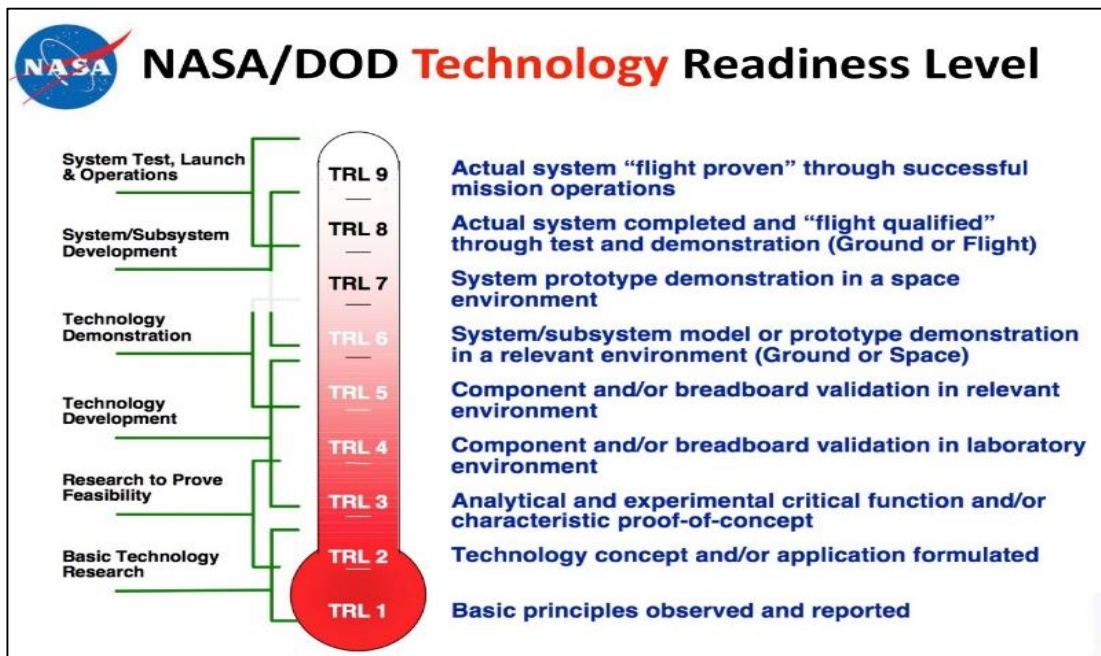 NASA
NASA/DOD Technology Readiness Level
System Test, Launch
& Operations
System/Subsystem
Development
Technology
Demonstration
Technology
Development
Research to Prove
Feasibility
Basic Technology
Research
TRL 9
TRL 8
TRL 7
TRL 6
TRL 5
TRL 4
TRL 3
TRL 2
TRL 1
Actual system “flight proven” through successful
mission operations
Actual system completed and “flight qualified”
through test and demonstration (Ground or Flight)
System prototype demonstration in a space
environment
System/subsystem model or prototype demonstration
in a relevant environment (Ground or Space)
Component and/or breadboard validation in relevant
environment
Component and/or breadboard validation in laboratory
environment
Analytical and experimental critical function and/or
characteristic proof-of-concept
Technology concept and/or application formulated
Basic principles observed and reported